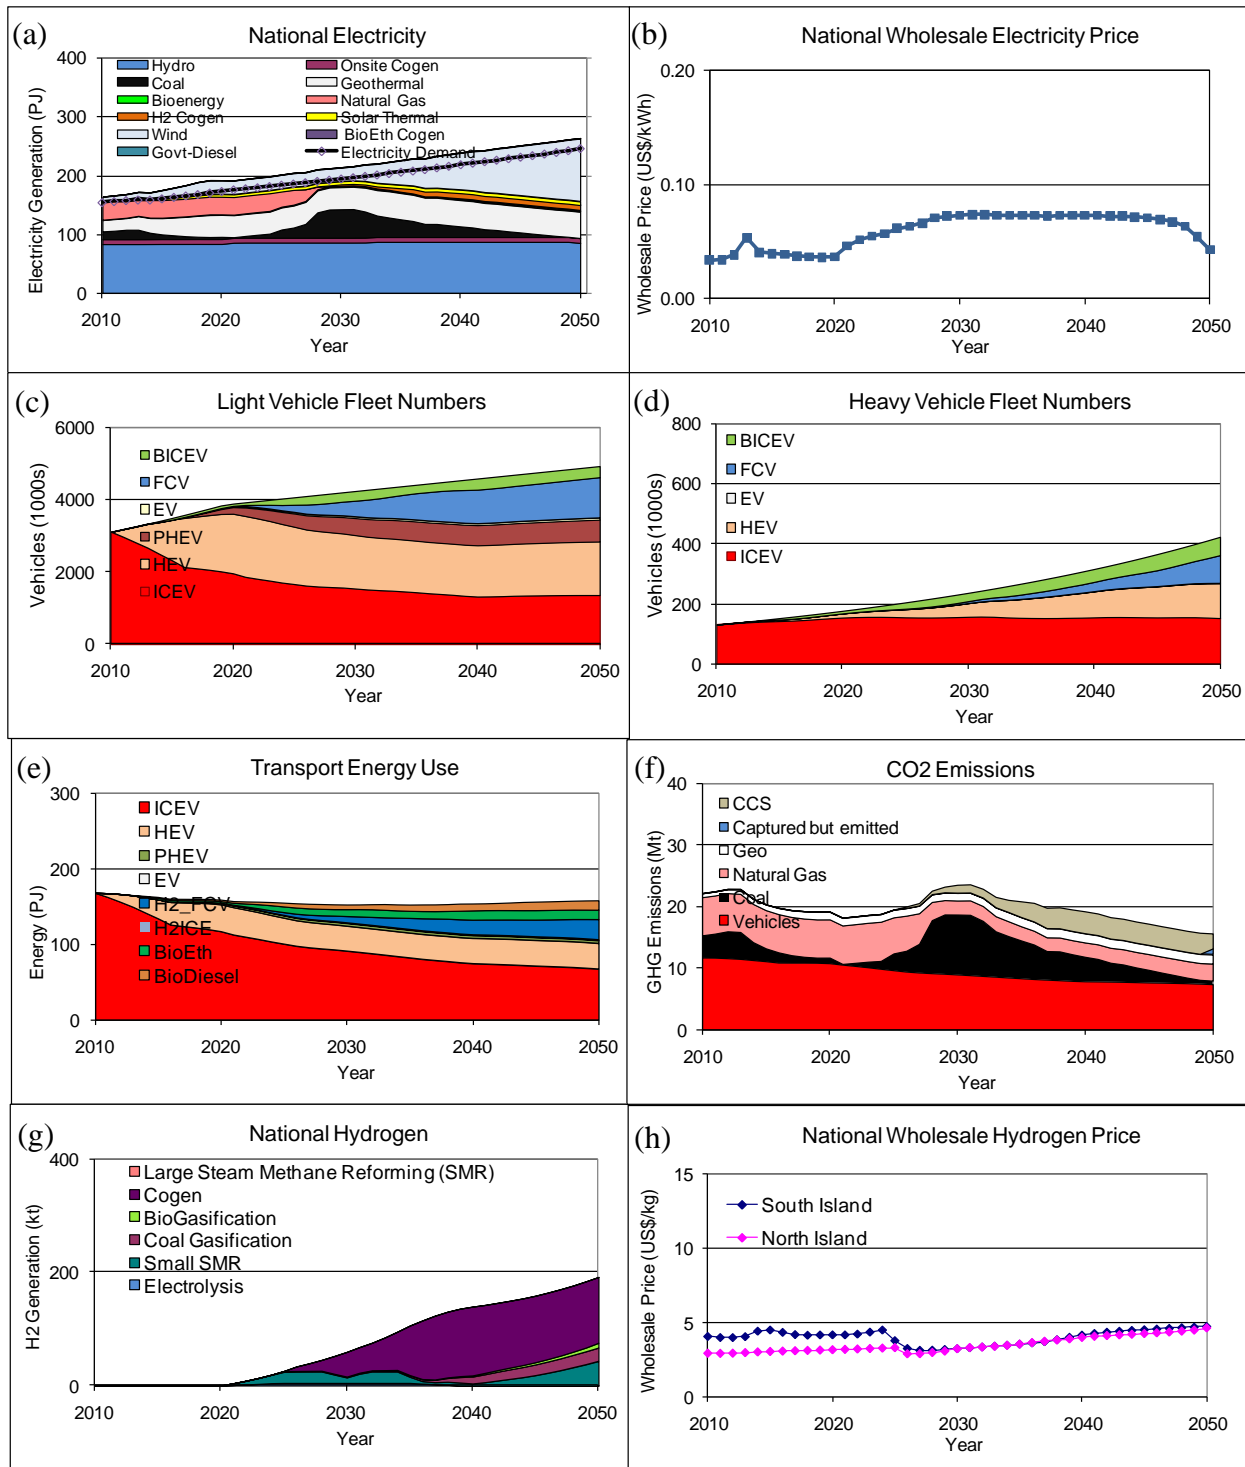 (a)
National Electricity
Electricity Generation (PJ)
400
300
200
100
0
Hydro
Onsite Cogen
Coal
Geothermal
Bioenergy
Natural Gas
H2 Cogen
Solar Thermal
Wind
BioEth Cogen
Govt-Diesel
Electricity Demand
2010 2020 2030 2040 2050
Year
(b)
National Wholesale Electricity Price
Wholesale Price (US$/kWh)
0.20
0.10
0.00
2010 2020 2030 2040 2050
Year
(c)
Light Vehicle Fleet Numbers
Vehicles (1000s)
6000
4000
2000
0
BICEV
FCV
EV
PHEV
HEV
ICEV
2010 2020 2030 2040 2050
Year
(d)
Heavy Vehicle Fleet Numbers
Vehicles (1000s)
800
600
400
200
0
BICEV
FCV
EV
HEV
ICEV
2010 2020 2030 2040 2050
Year
(e)
Transport Energy Use
Energy (PJ)
300
200
100
0
ICEV
HEV
PHEV
EV
H2_FCV
H2ICE
BioEth
BioDiesel
2010 2020 2030 2040 2050
Year
(f)
CO2 Emissions
GHG Emissions (Mt)
40
30
20
10
0
CCS
Captured but emitted
Geo
Natural Gas
Coal
Vehicles
2010 2020 2030 2040 2050
Year
(g)
National Hydrogen
H2 Generation (kt)
400
200
0
Large Steam Methane Reforming (SMR)
Cogen
BioGasification
Coal Gasification
Small SMR
Electrolysis
2010 2020 2030 2040 2050
Year
(h)
National Wholesale Hydrogen Price
Wholesale Price (US$/kg)
15
10
5
0
South Island
North Island
2010 2020 2030 2040 2050
Year